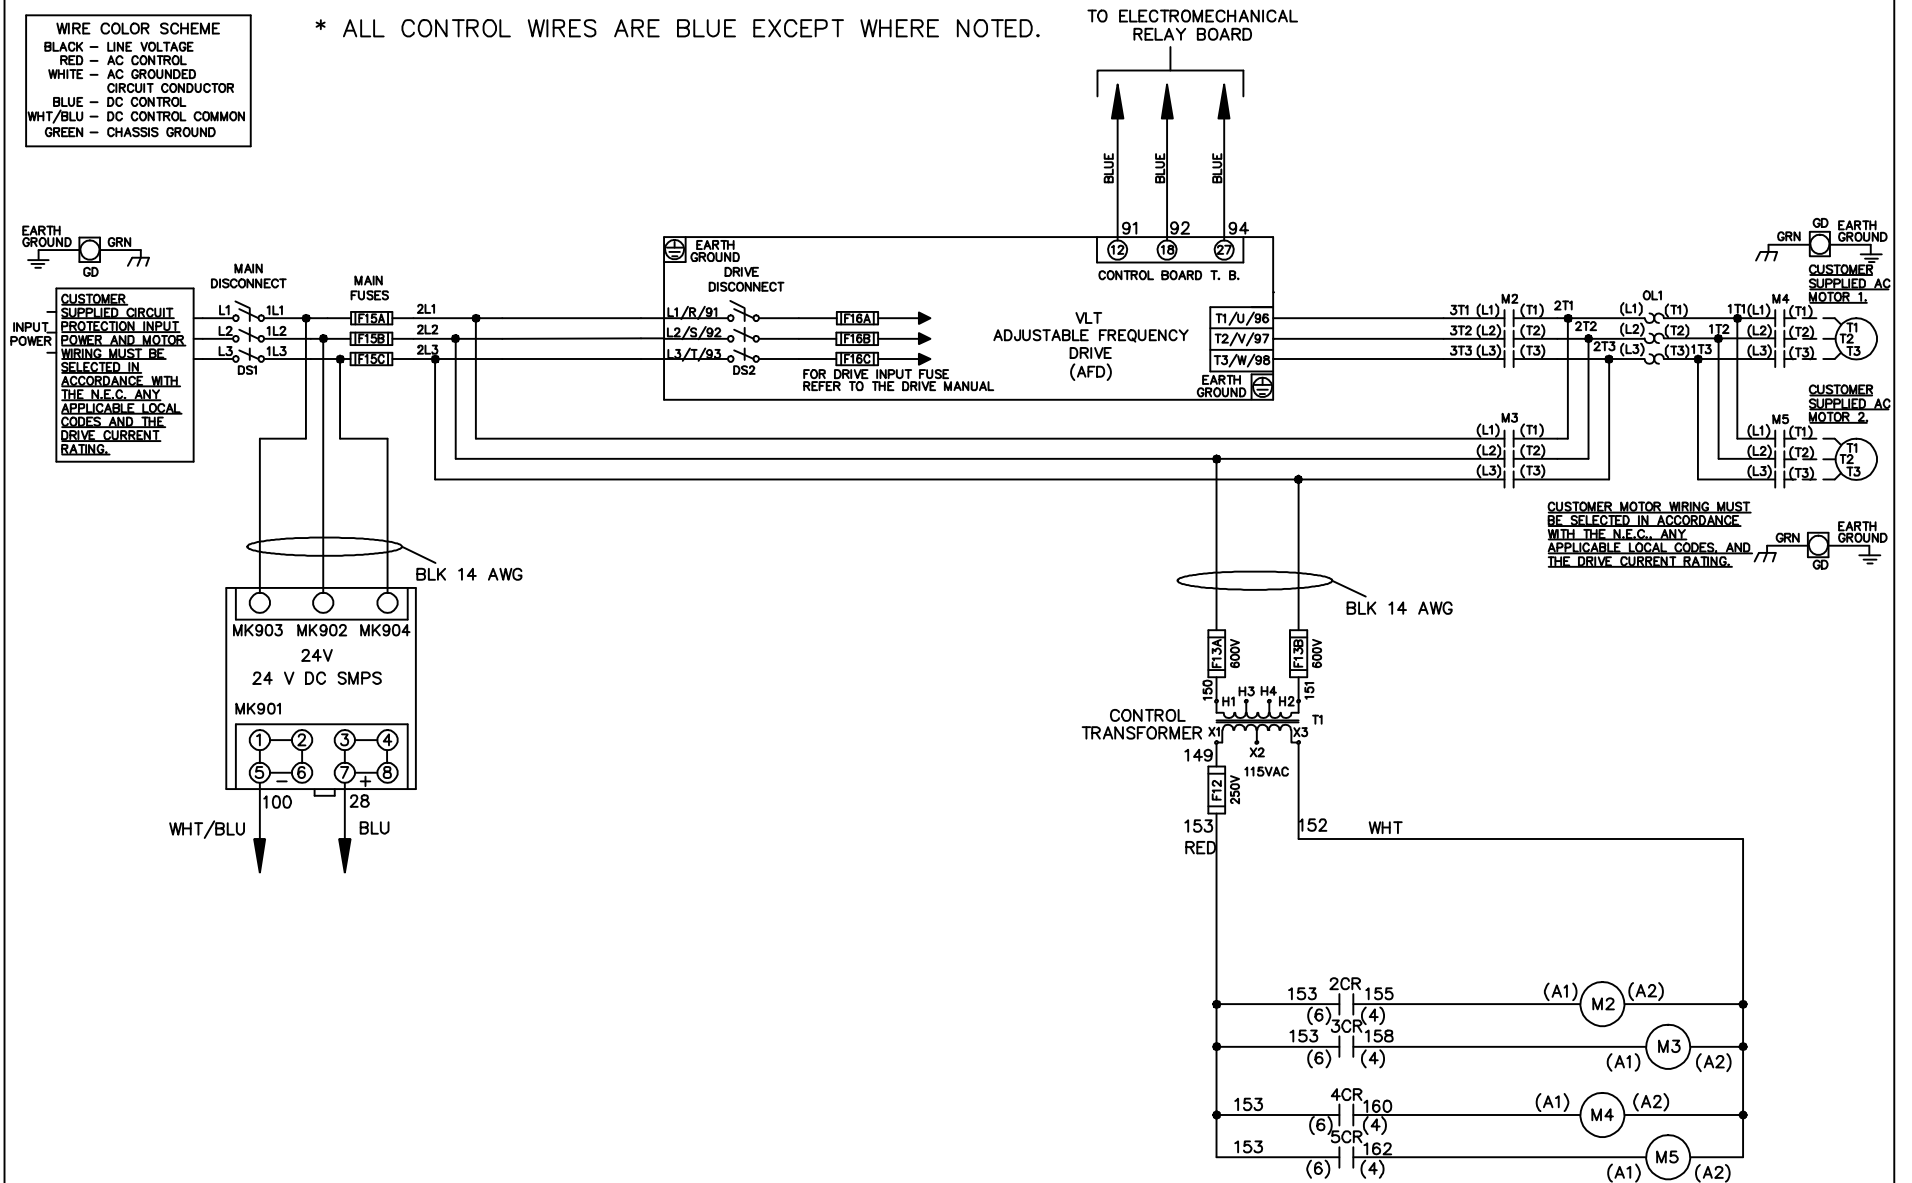 WIRE COLOR SCHEME
BLACK – LINE VOLTAGE
RED – AC CONTROL
WHITE – AC GROUNDED
CIRCUIT CONDUCTOR
BLUE – DC CONTROL
WHT/BLU – DC CONTROL COMMON
GREEN – CHASSIS GROUND
* ALL CONTROL WIRES ARE BLUE EXCEPT WHERE NOTED.
TO ELECTROMECHANICAL
RELAY BOARD
BLUE
BLUE
BLUE
91
92
94
12
18
27
CONTROL BOARD T. B.
EARTH
GROUND
GRN
GD
INPUT
POWER
CUSTOMER
SUPPLIED CIRCUIT
PROTECTION INPUT
POWER AND MOTOR
WIRING MUST BE
SELECTED IN
ACCORDANCE WITH
THE N.E.C. ANY
APPLICABLE LOCAL
CODES AND THE
DRIVE CURRENT
RATING.
MAIN
DISCONNECT
L1 1L1
L2 1L2
L3 1L3
DS1
MAIN
FUSES
F15A
F15B
F15C
2L1
2L2
2L3
EARTH
GROUND
DRIVE
DISCONNECT
L1/R/91
L2/S/92
L3/T/93
DS2
F16A
F16B
F16C
FOR DRIVE INPUT FUSE
REFER TO THE DRIVE MANUAL
VLT
ADJUSTABLE FREQUENCY
DRIVE
(AFD)
T1/U/96
T2/V/97
T3/W/98
EARTH
GROUND
M2
3T1 (L1) (T1) 2T1
3T2 (L2) (T2) 2T2
3T3 (L3) (T3) 2T3
OL1
(L1) (T1) 1T1
(L2) (T2) 1T2
(L3) (T3) 1T3
M4
(L1) (T1)
(L2) (T2)
(L3) (T3)
T1
T2
T3
GRN
GD
EARTH
GROUND
CUSTOMER
SUPPLIED AC
MOTOR 1.
CUSTOMER
SUPPLIED AC
MOTOR 2.
M3
(L1) (T1)
(L2) (T2)
(L3) (T3)
M5
(L1) (T1)
(L2) (T2)
(L3) (T3)
T1
T2
T3
CUSTOMER MOTOR WIRING MUST
BE SELECTED IN ACCORDANCE
WITH THE N.E.C., ANY
APPLICABLE LOCAL CODES, AND
THE DRIVE CURRENT RATING.
GRN
GD
EARTH
GROUND
BLK 14 AWG
MK903 MK902 MK904
24V
24 V DC SMPS
MK901
1 2 3 4
5 – 6 7 + 8
100
28
WHT/BLU
BLU
BLK 14 AWG
F13A
600V
F13B
600V
150
151
H1 H3 H4 H2
CONTROL
TRANSFORMER
T1
X1 X2 X3
149
115VAC
F12
250V
153
RED
152
WHT
2CR
153 155
(6) (4)
(A1) M2 (A2)
3CR
153 158
(6) (4)
(A1) M3 (A2)
4CR
153 160
(6) (4)
(A1) M4 (A2)
5CR
153 162
(6) (4)
(A1) M5 (A2)